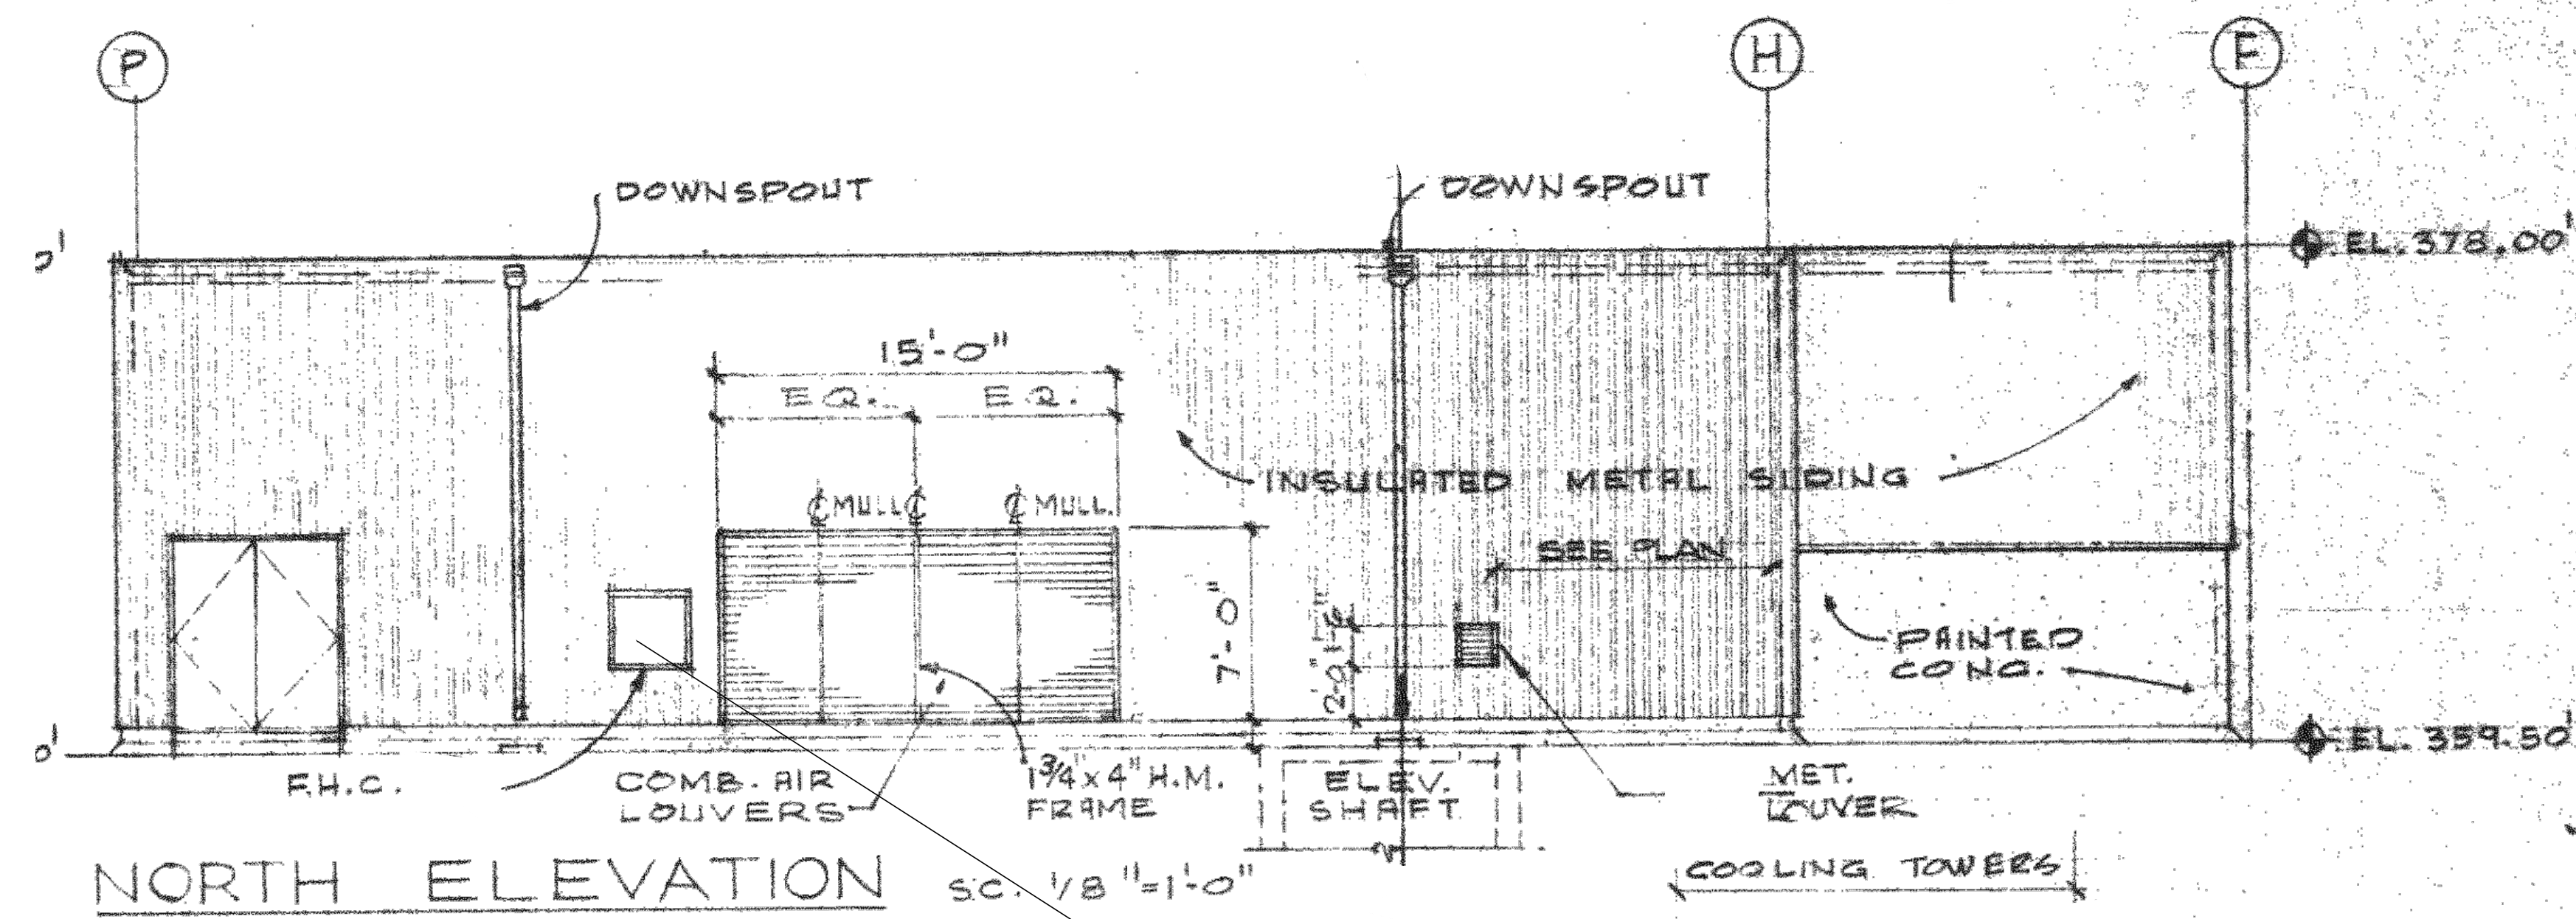 P
H
F
DOWNSPOUT
DOWNSPOUT
0'
EL. 378.00'
15'-0"
EQ.
EQ.
INSULATED METAL SIDING
℄ MULL ℄
℄ MULL.
SEE PLAN
7'-0"
2'-0"
PAINTED
CONC.
0'
EL. 359.50'
F.H.C.
COMB. AIR
LOUVERS
1 3/4" x 4" H.M.
FRAME
ELEV.
SHAFT
MET.
LOUVER
NORTH ELEVATION
SC. 1/8"=1'-0"
COOLING TOWERS